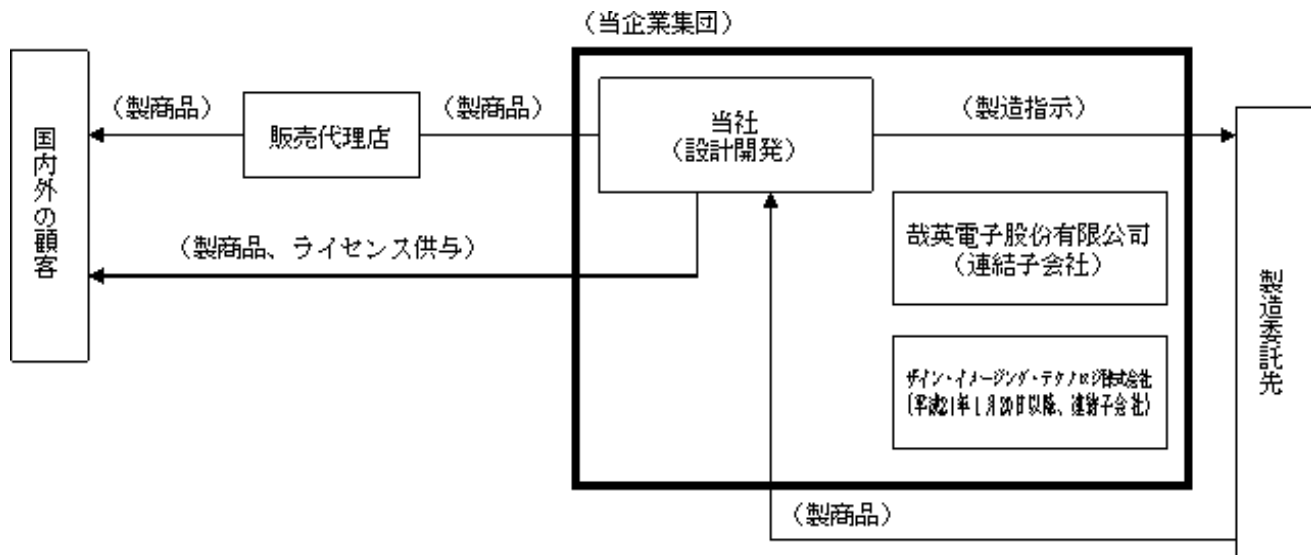 （当企業集団）
国内外の顧客
（製商品）
販売代理店
（製商品）
当社
（設計開発）
（製造指示）
（製商品、ライセンス供与）
哉英電子股份有限公司
（連結子会社）
ザイン・イメージング・テクノロジ株式会社
（平成21年1月20日以降、連結子会社）
製造委託先
（製商品）